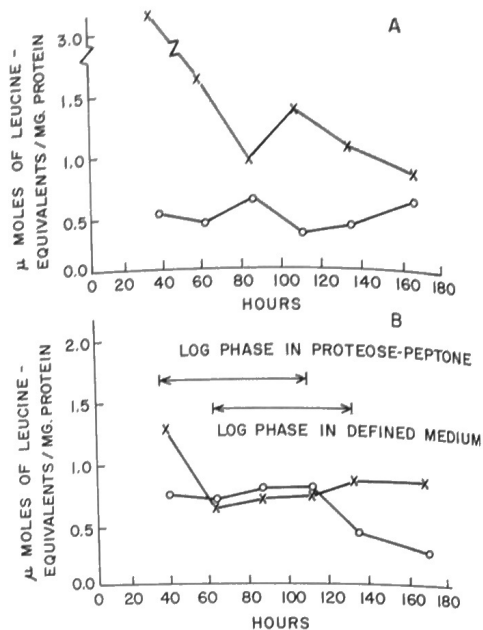 A
3.0
1.5
1.0
0.5
0.0
μ MOLES OF LEUCINE -
EQUIVALENTS / MG. PROTEIN
0 20 40 60 80 100 120 140 160 180
HOURS
B
2.0
1.5
1.0
0.5
0.0
μ MOLES OF LEUCINE -
EQUIVALENTS / MG. PROTEIN
LOG PHASE IN PROTEOSE-PEPTONE
LOG PHASE IN DEFINED MEDIUM
0 20 40 60 80 100 120 140 160 180
HOURS